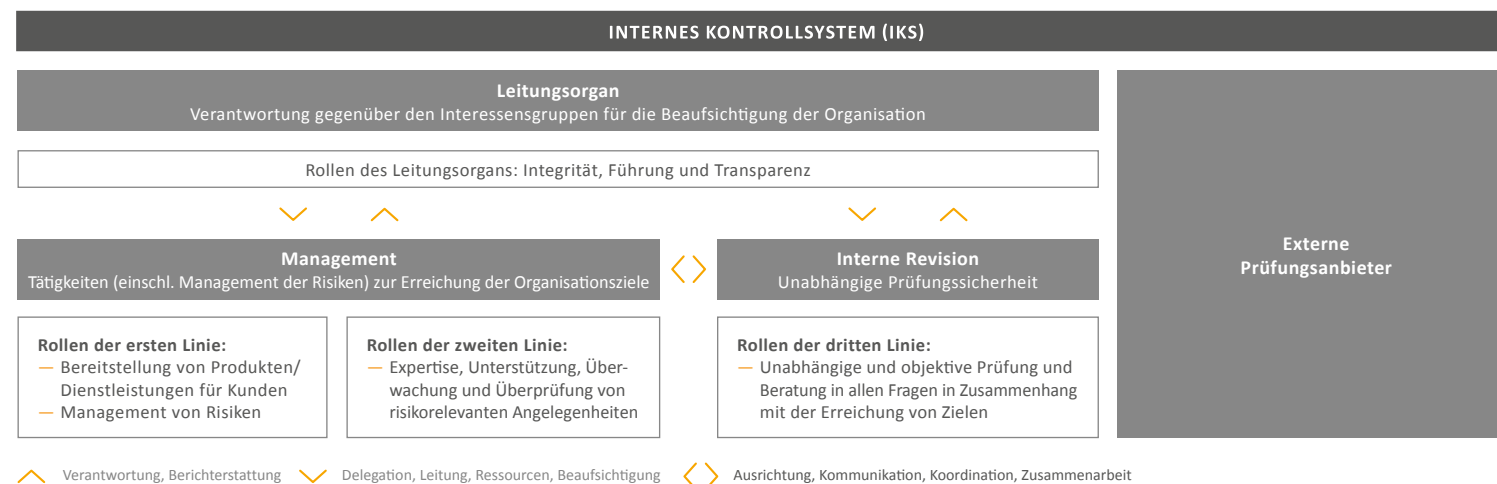 INTERNES KONTROLLSYSTEM (IKS)
Leitungsorgan
Verantwortung gegenüber den Interessensgruppen für die Beaufsichtigung der Organisation
Rollen des Leitungsorgans: Integrität, Führung und Transparenz
Management
Tätigkeiten (einschl. Management der Risiken) zur Erreichung der Organisationsziele
Interne Revision
Unabhängige Prüfungssicherheit
Externe
Prüfungsanbieter
Rollen der ersten Linie:
— Bereitstellung von Produkten/
Dienstleistungen für Kunden
— Management von Risiken
Rollen der zweiten Linie:
— Expertise, Unterstützung, Über-
wachung und Überprüfung von
risikorelevanten Angelegenheiten
Rollen der dritten Linie:
— Unabhängige und objektive Prüfung und
Beratung in allen Fragen in Zusammenhang
mit der Erreichung von Zielen
Verantwortung, Berichterstattung
Delegation, Leitung, Ressourcen, Beaufsichtigung
Ausrichtung, Kommunikation, Koordination, Zusammenarbeit